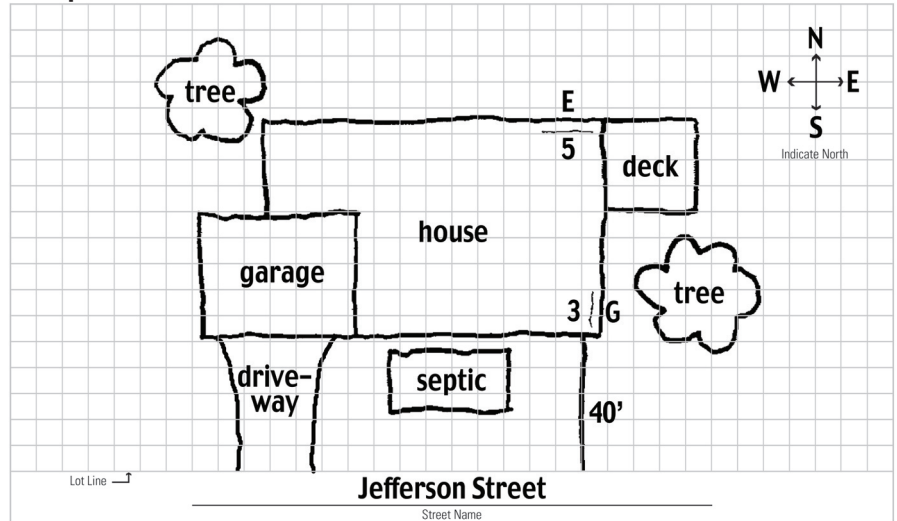 tree
N
W E
S
Indicate North
E
5
deck
house
garage
tree
3 G
drive-
way
septic
40’
Lot Line
Jefferson Street
Street Name